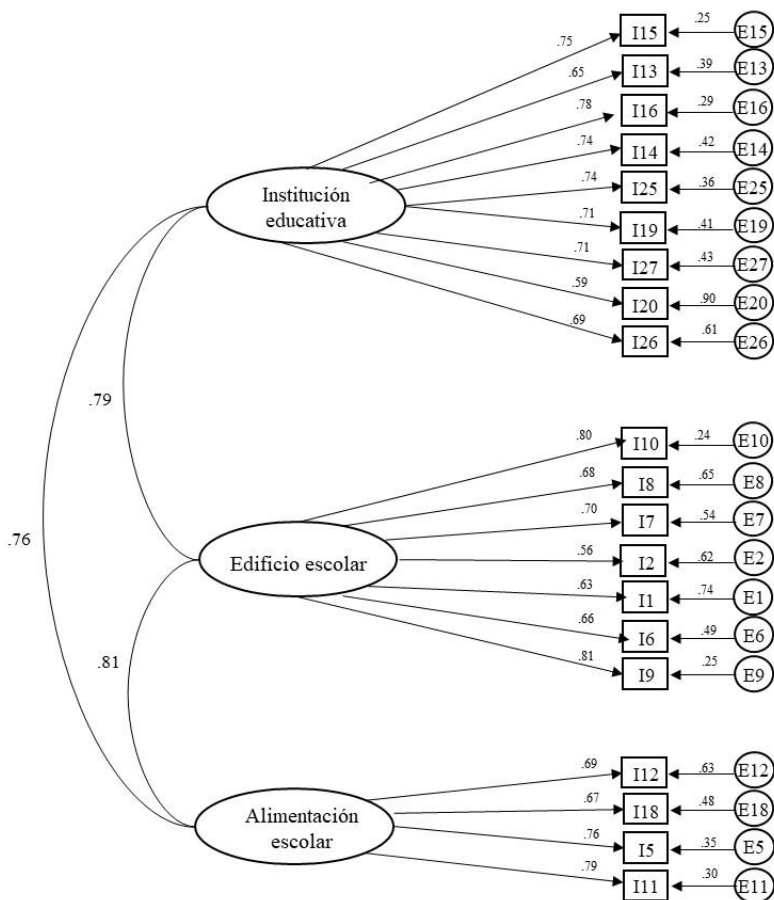 .75 I15 .25 E15
.65 I13 .39 E13
.78 I16 .29 E16
.74 I14 .42 E14
Institución
educativa
.74 I25 .36 E25
.71 I19 .41 E19
.71 I27 .43 E27
.59 I20 .90 E20
.69 I26 .61 E26
.79
.76
.80 I10 .24 E10
.68 I8 .65 E8
.70 I7 .54 E7
Edificio escolar
.56 I2 .62 E2
.63 I1 .74 E1
.66 I6 .49 E6
.81 I9 .25 E9
.81
.69 I12 .63 E12
.67 I18 .48 E18
Alimentación
escolar
.76 I5 .35 E5
.79 I11 .30 E11